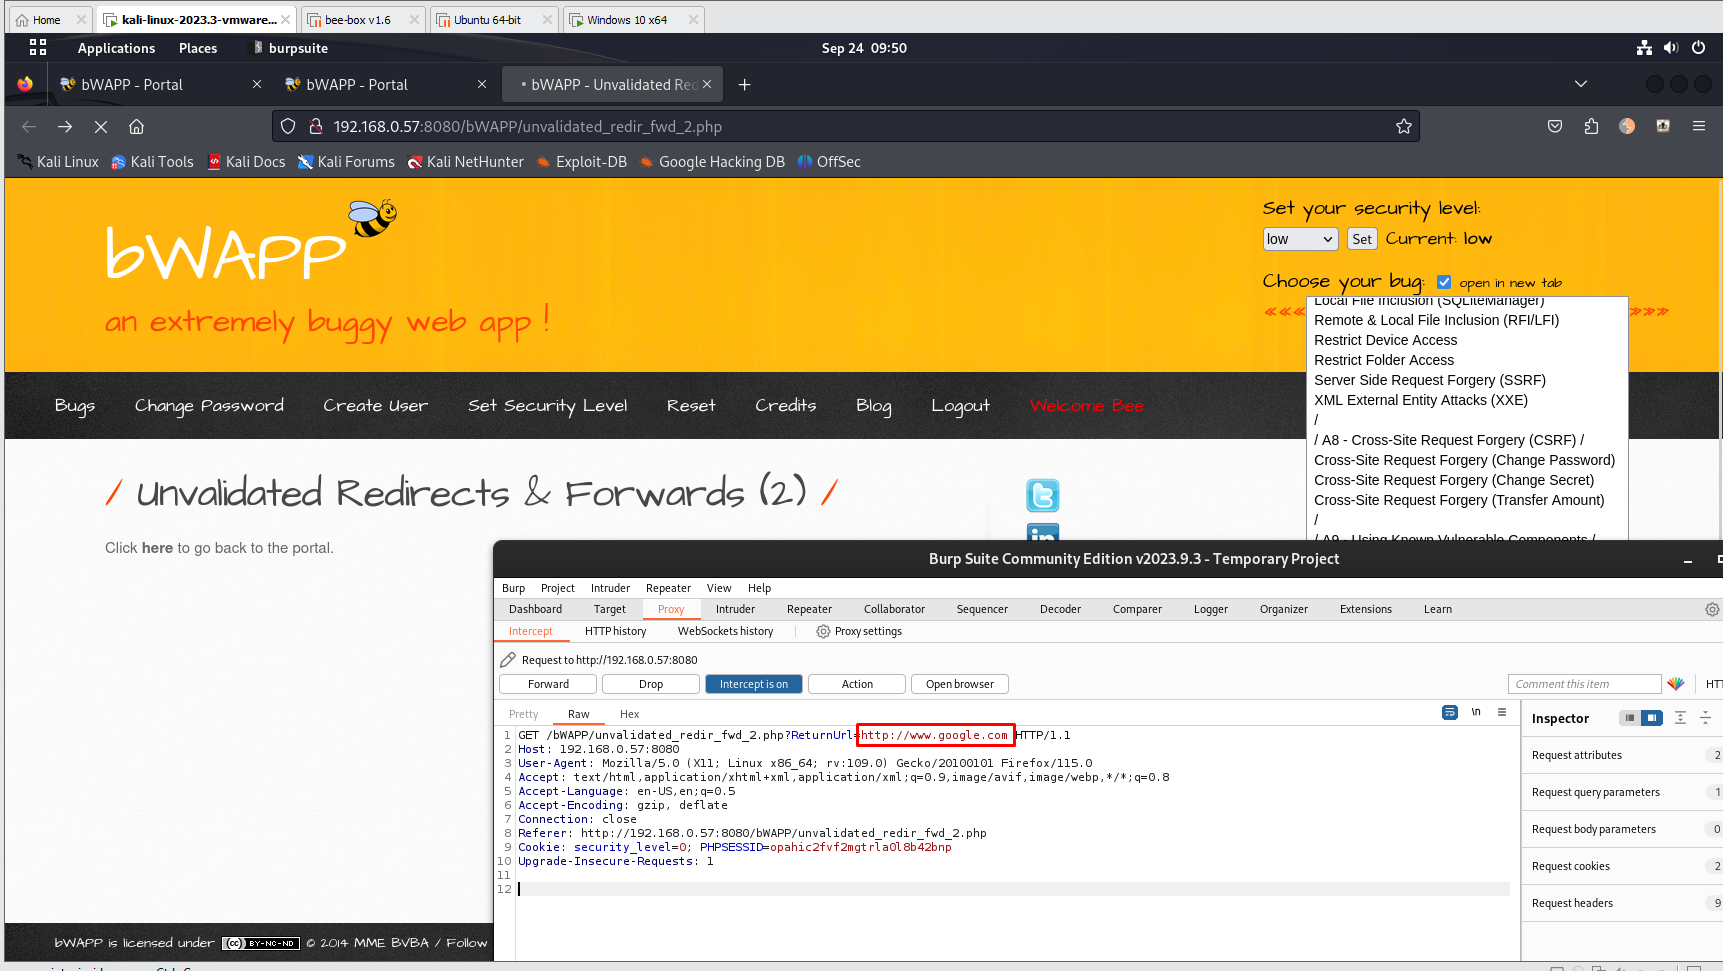 Home
kali-linux-2023.3-vmware...
bee-box v1.6
Ubuntu 64-bit
Windows 10 x64
Applications Places burpsuite
Sep 24 09:50
bWAPP - Portal
bWAPP - Portal
bWAPP - Unvalidated Red
192.168.0.57:8080/bWAPP/unvalidated_redir_fwd_2.php
Kali Linux Kali Tools Kali Docs Kali Forums Kali NetHunter Exploit-DB Google Hacking DB OffSec
bWAPP
an extremely buggy web app !
Set your security level:
low Set Current: low
Choose your bug: open in new tab
Local File Inclusion (SQLiteManager)
Remote & Local File Inclusion (RFI/LFI)
Restrict Device Access
Restrict Folder Access
Server Side Request Forgery (SSRF)
XML External Entity Attacks (XXE)
/
/ A8 - Cross-Site Request Forgery (CSRF) /
Cross-Site Request Forgery (Change Password)
Cross-Site Request Forgery (Change Secret)
Cross-Site Request Forgery (Transfer Amount)
/
/ A9 - Using Known Vulnerable Components /
Bugs Change Password Create User Set Security Level Reset Credits Blog Logout Welcome Bee
/ Unvalidated Redirects & Forwards (2) /
Click here to go back to the portal.
in
Burp Suite Community Edition v2023.9.3 - Temporary Project
Burp Project Intruder Repeater View Help
Dashboard Target Proxy Intruder Repeater Collaborator Sequencer Decoder Comparer Logger Organizer Extensions Learn
Intercept HTTP history WebSockets history Proxy settings
Request to http://192.168.0.57:8080
Forward Drop Intercept is on Action Open browser Comment this item HTT
Pretty Raw Hex \n
1 GET /bWAPP/unvalidated_redir_fwd_2.php?ReturnUrl=http://www.google.com HTTP/1.1
2 Host: 192.168.0.57:8080
3 User-Agent: Mozilla/5.0 (X11; Linux x86_64; rv:109.0) Gecko/20100101 Firefox/115.0
4 Accept: text/html,application/xhtml+xml,application/xml;q=0.9,image/avif,image/webp,*/*;q=0.8
5 Accept-Language: en-US,en;q=0.5
6 Accept-Encoding: gzip, deflate
7 Connection: close
8 Referer: http://192.168.0.57:8080/bWAPP/unvalidated_redir_fwd_2.php
9 Cookie: security_level=0; PHPSESSID=opahic2fvf2mgtrla0l8b42bnp
10 Upgrade-Insecure-Requests: 1
11
12
Inspector
Request attributes 2
Request query parameters 1
Request body parameters 0
Request cookies 2
Request headers 9
bWAPP is licensed under (cc) BY-NC-ND © 2014 MME BVBA / Follow